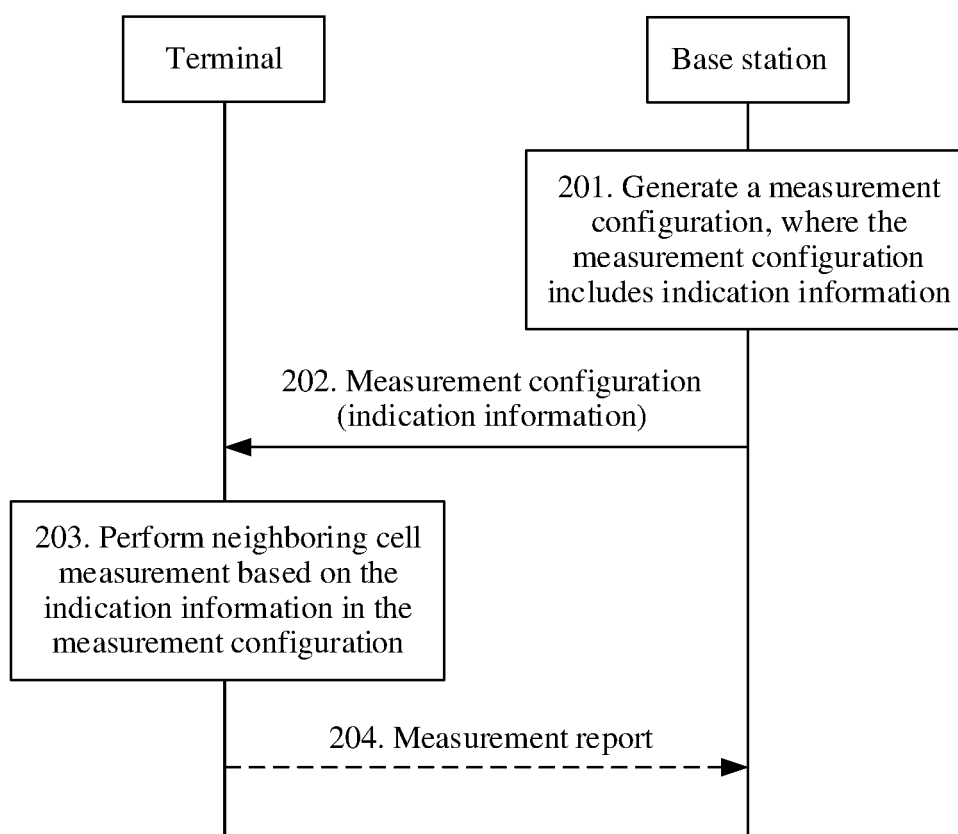 Terminal
Base station
201. Generate a measurement
configuration, where the
measurement configuration
includes indication information
202. Measurement configuration
(indication information)
203. Perform neighboring cell
measurement based on the
indication information in the
measurement configuration
204. Measurement report